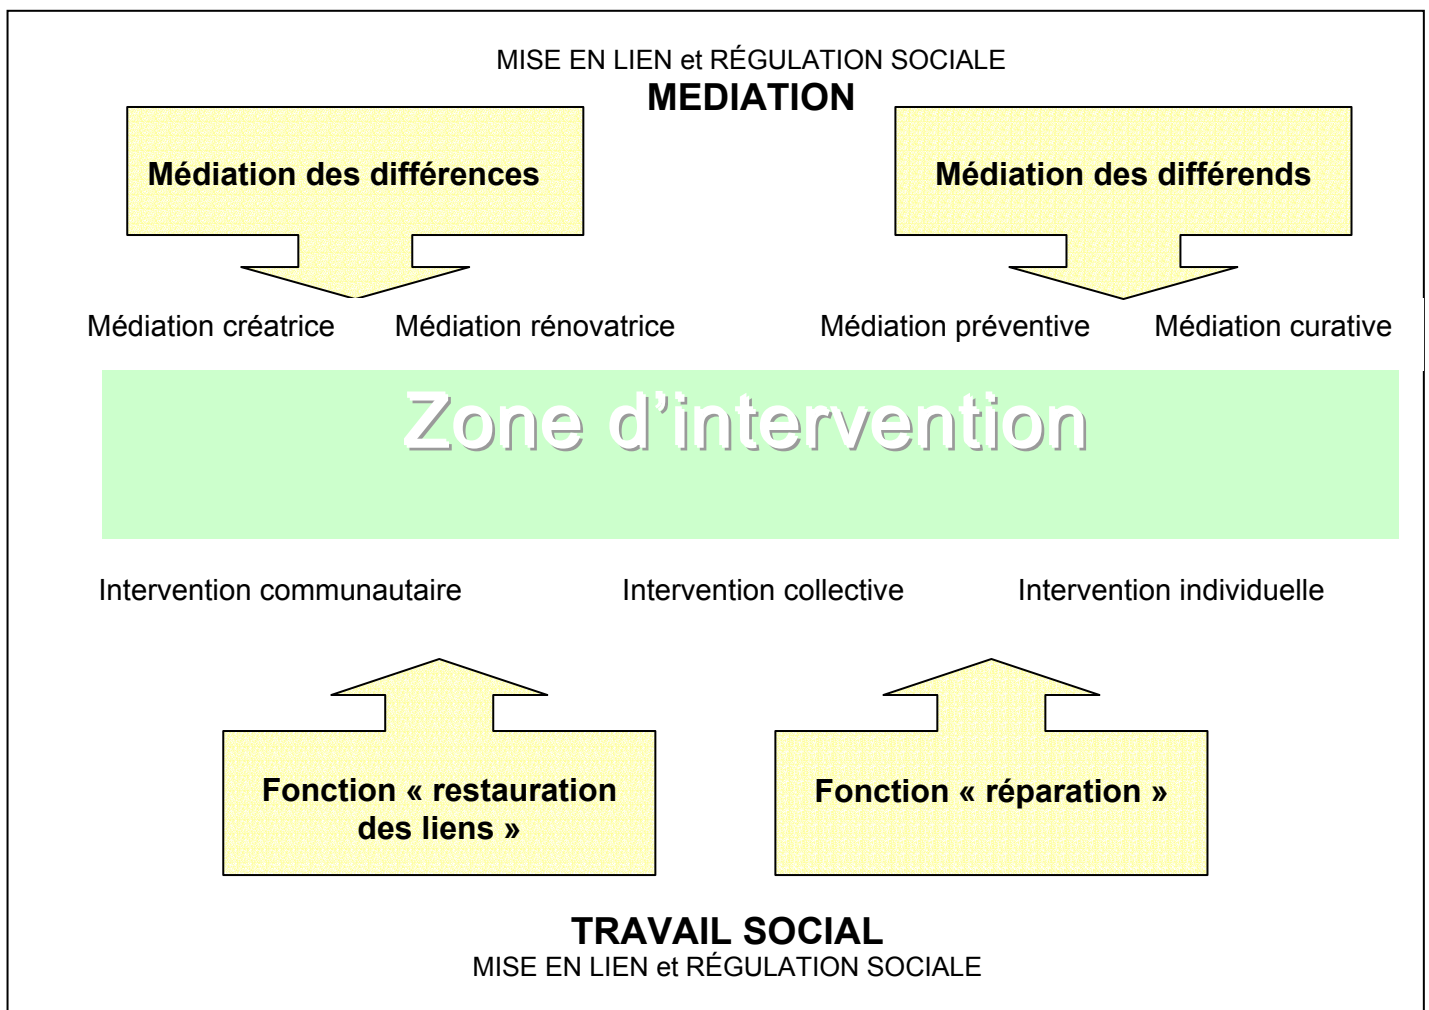 MISE EN LIEN et RÉGULATION SOCIALE
MEDIATION
Médiation des différences
Médiation des différends
Médiation créatrice
Médiation rénovatrice
Médiation préventive
Médiation curative
Zone d’intervention
Intervention communautaire
Intervention collective
Intervention individuelle
Fonction « restauration
des liens »
Fonction « réparation »
TRAVAIL SOCIAL
MISE EN LIEN et RÉGULATION SOCIALE